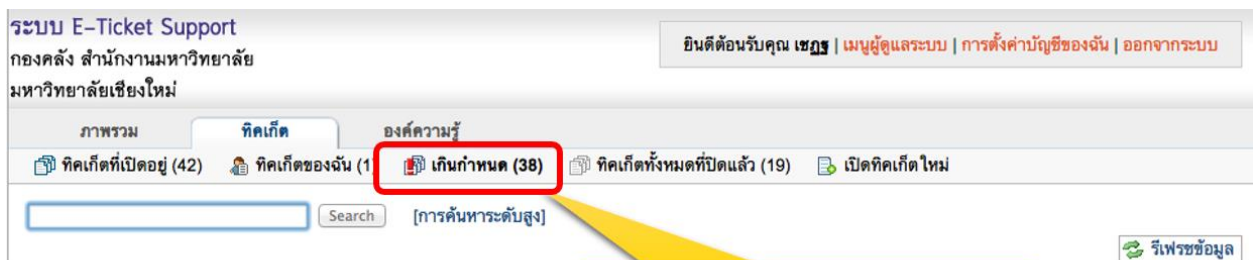 ระบบ E-Ticket Support
กองคลัง สำนักงานมหาวิทยาลัย
มหาวิทยาลัยเชียงใหม่
ยินดีต้อนรับคุณ เชฏฐ | เมนูผู้ดูแลระบบ | การตั้งค่าบัญชีของฉัน | ออกจากระบบ
ภาพรวม ทิคเก็ต องค์ความรู้
ทิคเก็ตที่เปิดอยู่ (42) ทิคเก็ตของฉัน (1 เกินกำหนด (38) ทิคเก็ตทั้งหมดที่ปิดแล้ว (19) เปิดทิคเก็ตใหม่
Search [การค้นหาระดับสูง]
รีเฟรชข้อมูล